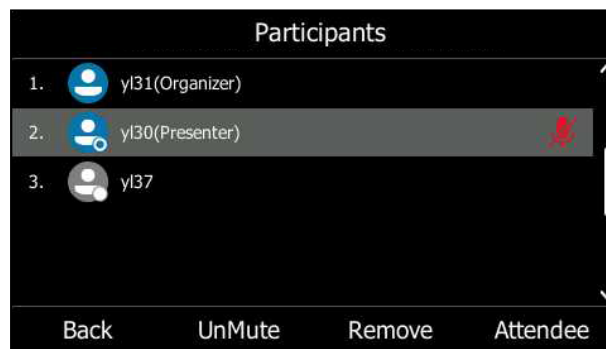 Participants
1. yl31(Organizer)
2. yl30(Presenter)
3. yl37
Back UnMute Remove Attendee